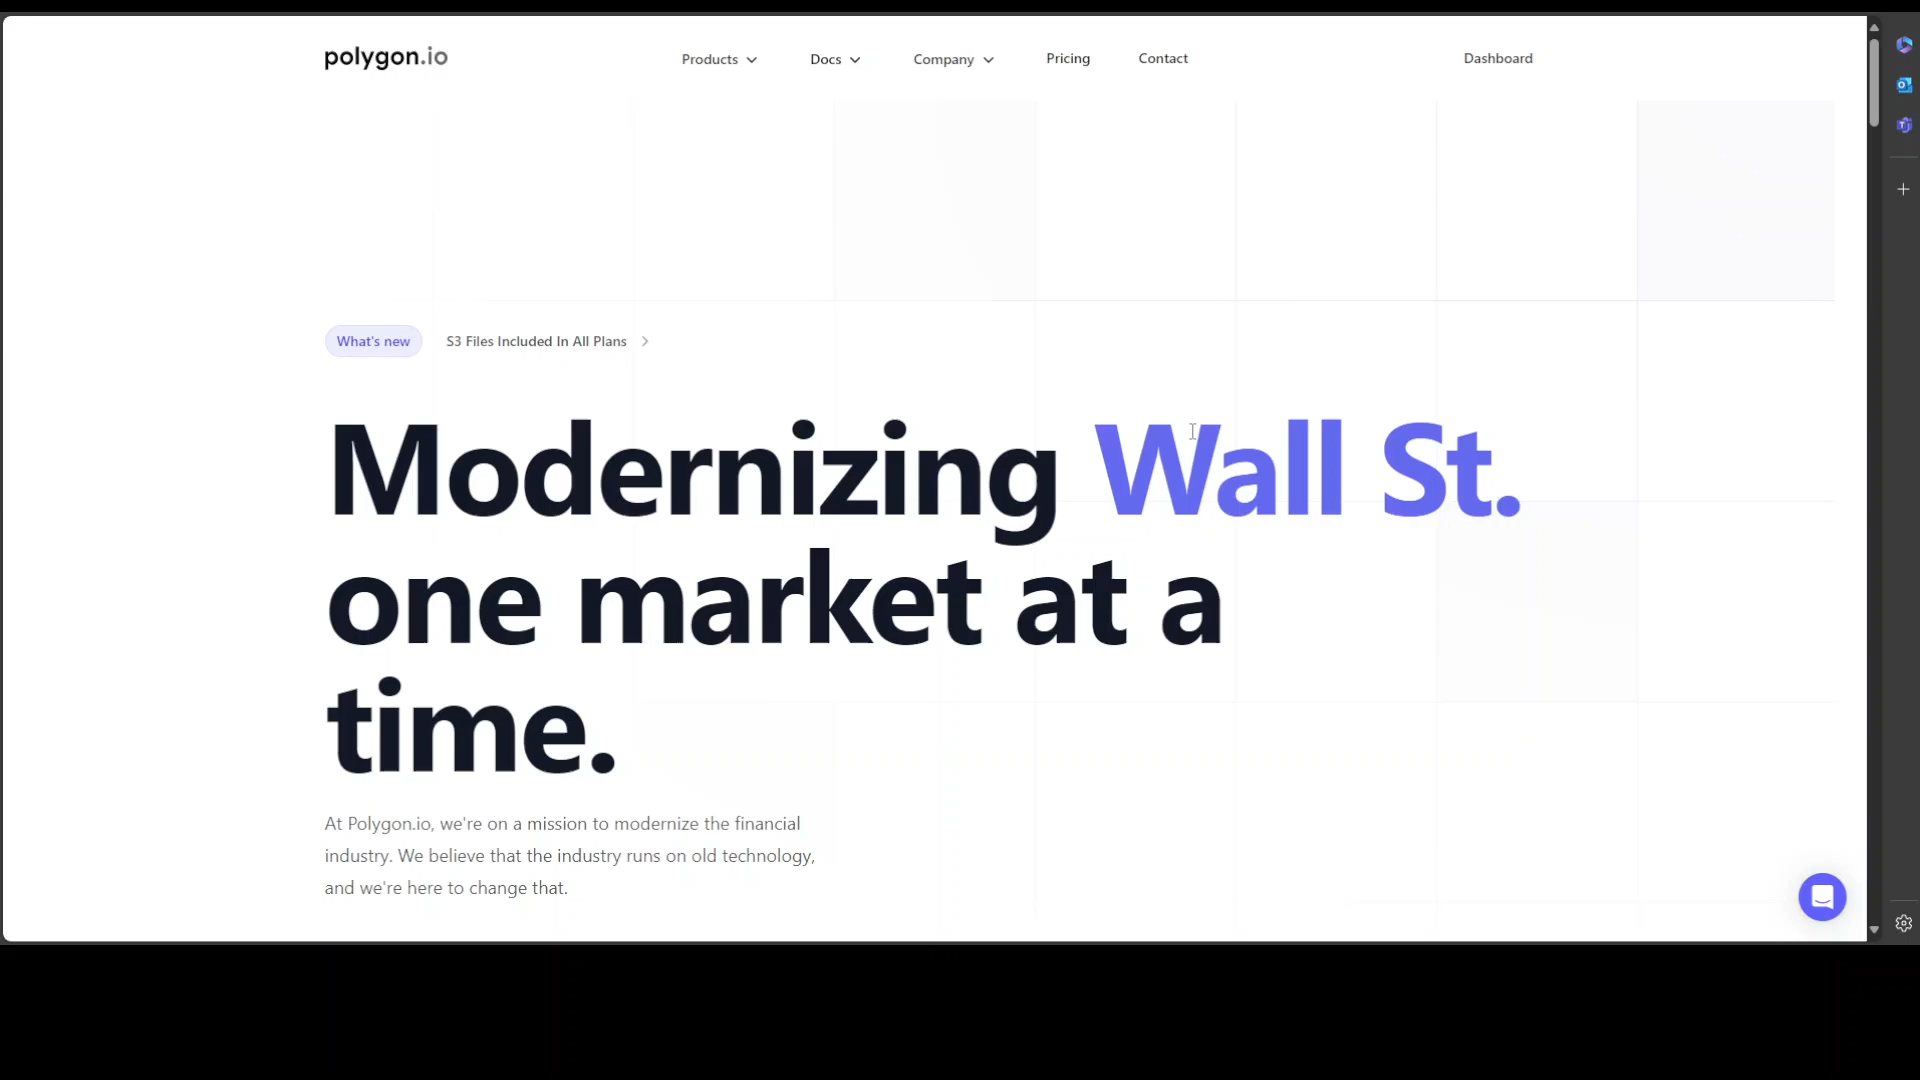 polygon.io
Products
Docs
Company
Pricing
Contact
Dashboard
What's new
S3 Files Included In All Plans
Modernizing Wall St.
one market at a
time.
At Polygon.io, we're on a mission to modernize the financial
industry. We believe that the industry runs on old technology,
and we're here to change that.